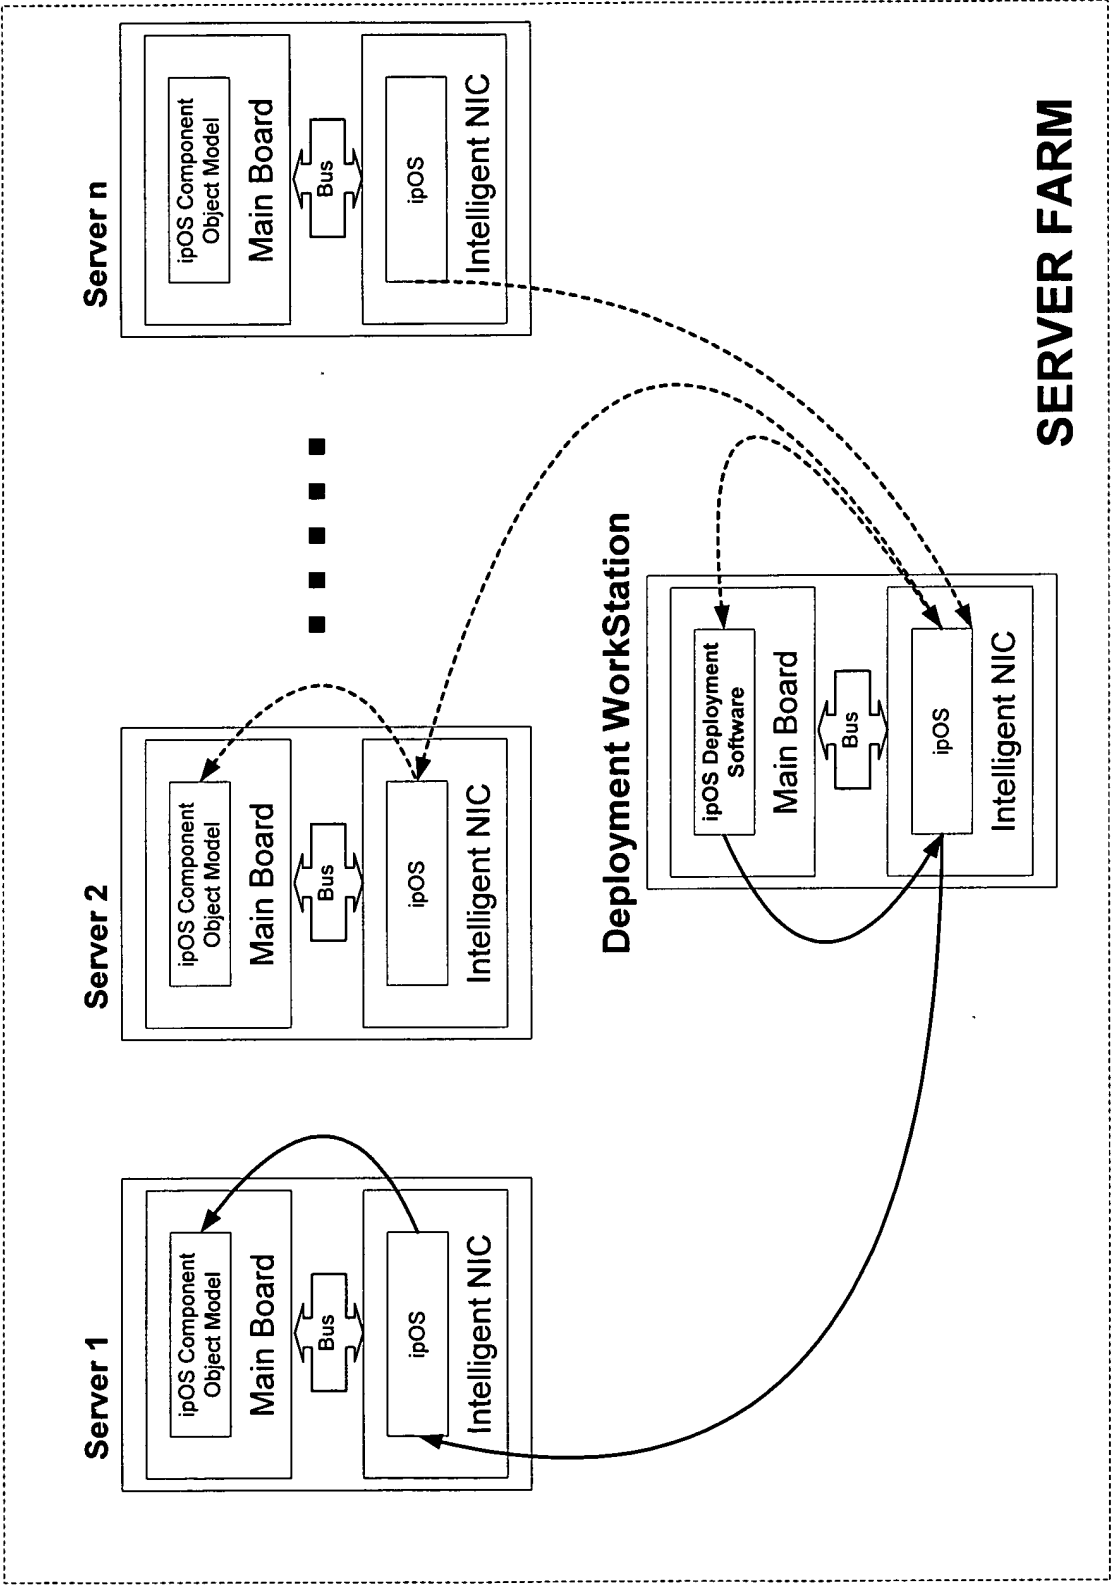 Server 1
ipOS Component
Object Model
Main Board
Bus
ipOS
Intelligent NIC
Server 2
ipOS Component
Object Model
Main Board
Bus
ipOS
Intelligent NIC
Server n
ipOS Component
Object Model
Main Board
Bus
ipOS
Intelligent NIC
Deployment WorkStation
ipOS Deployment
Software
Main Board
Bus
ipOS
Intelligent NIC
SERVER FARM